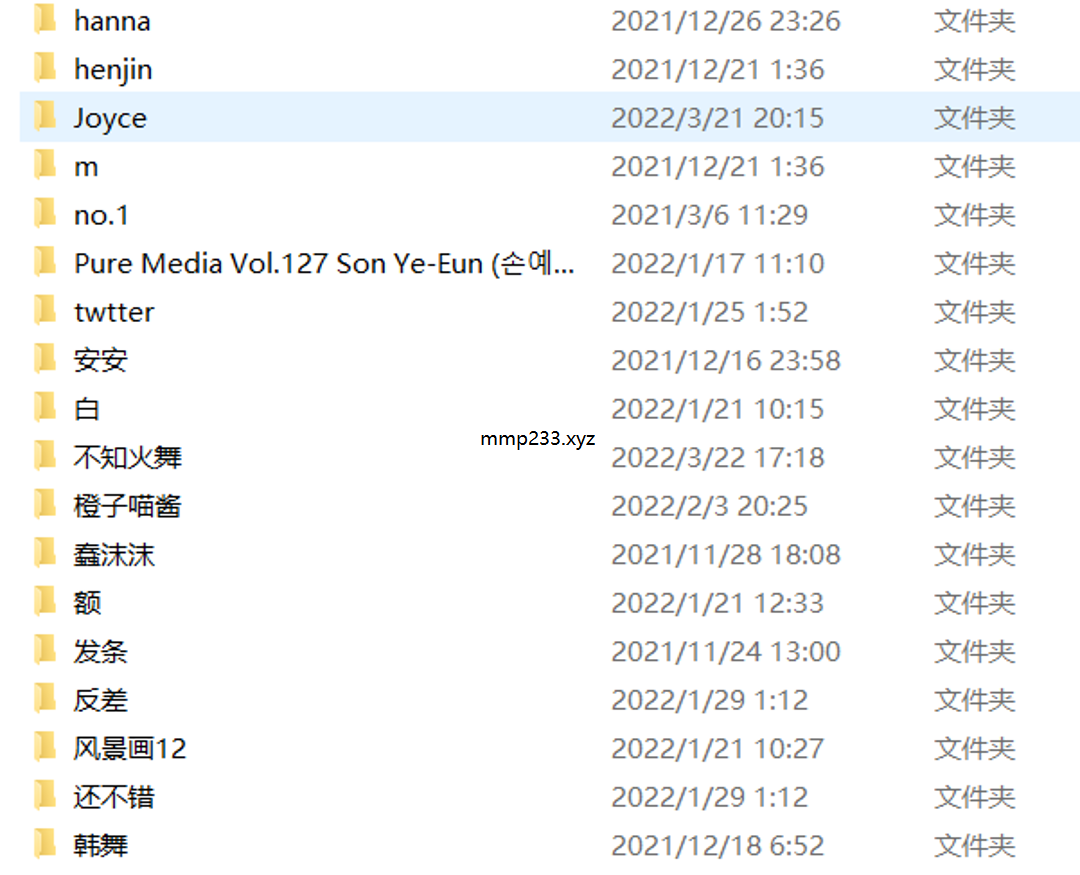 hanna 2021/12/26 23:26 文件夹
henjin 2021/12/21 1:36 文件夹
Joyce 2022/3/21 20:15 文件夹
m 2021/12/21 1:36 文件夹
no.1 2021/3/6 11:29 文件夹
Pure Media Vol.127 Son Ye-Eun (손예... 2022/1/17 11:10 文件夹
twtter 2022/1/25 1:52 文件夹
安安 2021/12/16 23:58 文件夹
白 2022/1/21 10:15 文件夹
mmp233.xyz
不知火舞 2022/3/22 17:18 文件夹
橙子喵酱 2022/2/3 20:25 文件夹
蠢沫沫 2021/11/28 18:08 文件夹
额 2022/1/21 12:33 文件夹
发条 2021/11/24 13:00 文件夹
反差 2022/1/29 1:12 文件夹
风景画12 2022/1/21 10:27 文件夹
还不错 2022/1/29 1:12 文件夹
韩舞 2021/12/18 6:52 文件夹